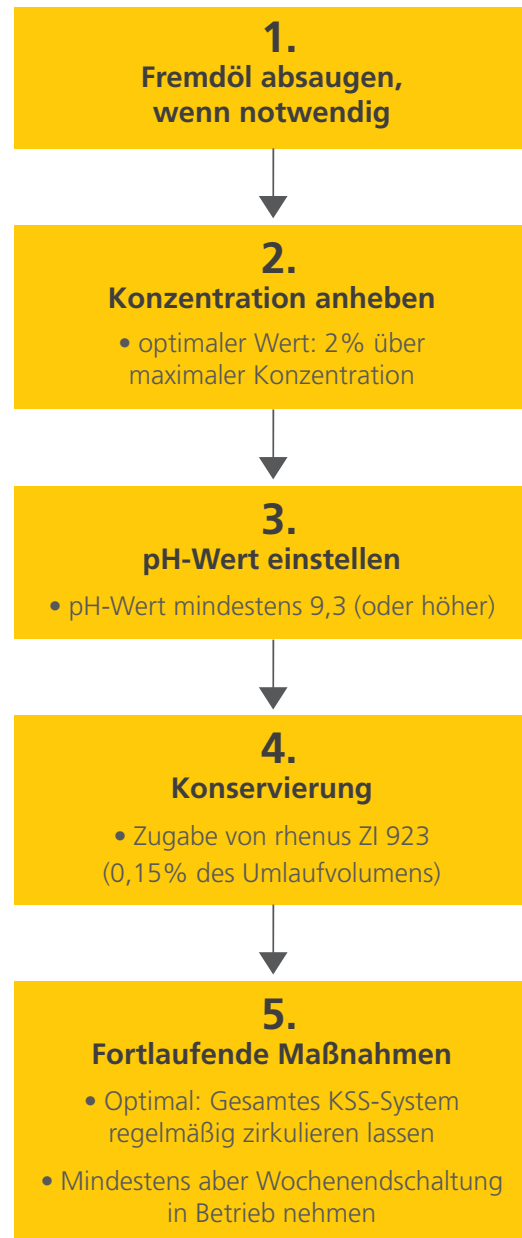 1.
Fremdöl absaugen,
wenn notwendig
2.
Konzentration anheben
• optimaler Wert: 2% über
maximaler Konzentration
3.
pH-Wert einstellen
• pH-Wert mindestens 9,3 (oder höher)
4.
Konservierung
• Zugabe von rhenus ZI 923
(0,15% des Umlaufvolumens)
5.
Fortlaufende Maßnahmen
• Optimal: Gesamtes KSS-System
regelmäßig zirkulieren lassen
• Mindestens aber Wochenendschaltung
in Betrieb nehmen